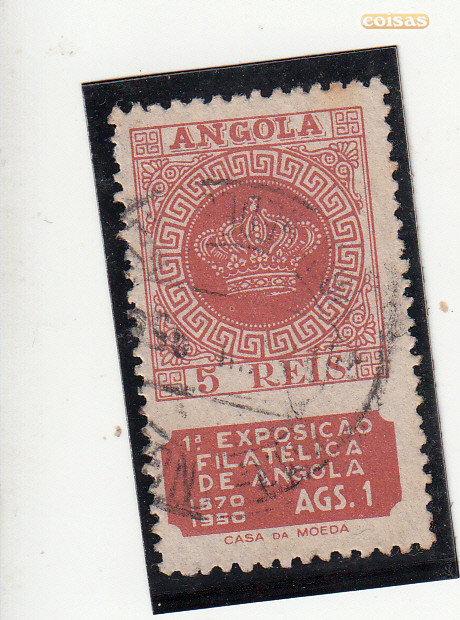 coisas
ANGOLA
5 REIS
1ª EXPOSIÇÃO
FILATÉLICA
DE ANGOLA
1870
1950 AGS. 1
CASA DA MOEDA